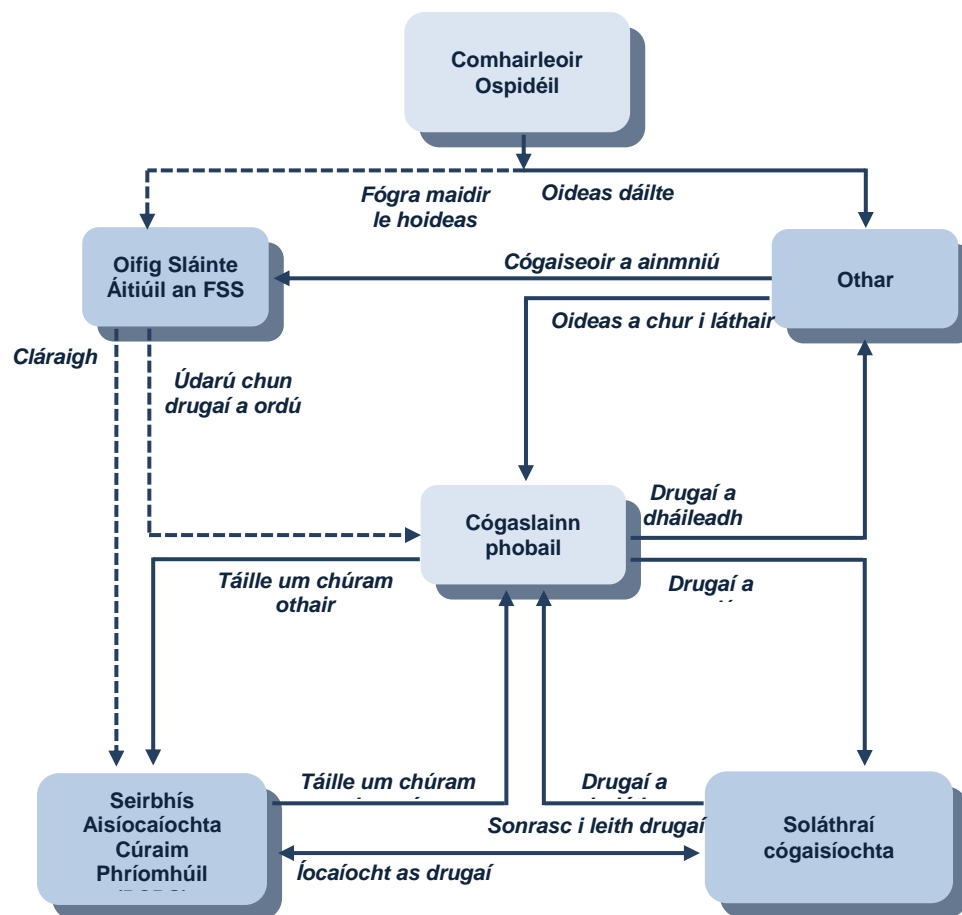 Comhairleoir
Ospidéil
Fógra maidir
le hoideas
Oideas dáilte
Oifig Sláinte
Áitiúil an FSS
Cógaiseoir a ainmniú
Othar
Oideas a chur i láthair
Cláraigh
Údarú chun
drugaí a ordú
Cógaslainn
phobail
Drugaí a
dháileadh
Táille um chúram
othair
Drugaí a
Seirbhís
Aisíocaíochta
Cúraim
Phríomhúil
Táille um chúram
Drugaí a
Sonrasc i leith drugaí
Íocaíocht as drugaí
Soláthraí
cógaisíochta